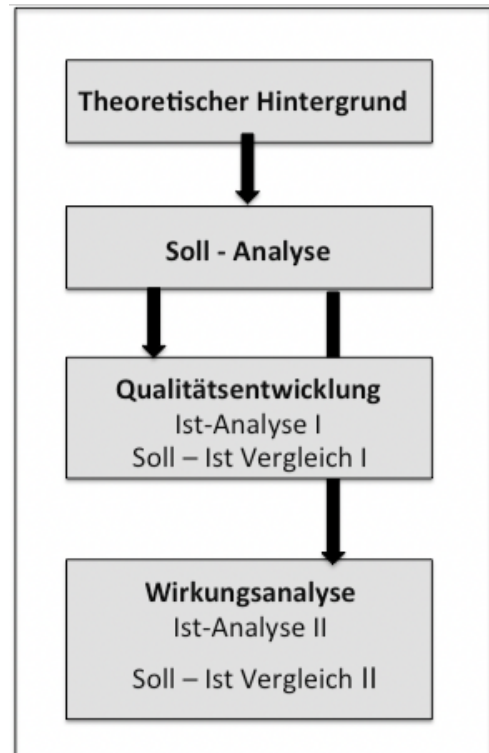 Theoretischer Hintergrund
Soll - Analyse
Qualitätsentwicklung
Ist-Analyse I
Soll – Ist Vergleich I
Wirkungsanalyse
Ist-Analyse II
Soll – Ist Vergleich II